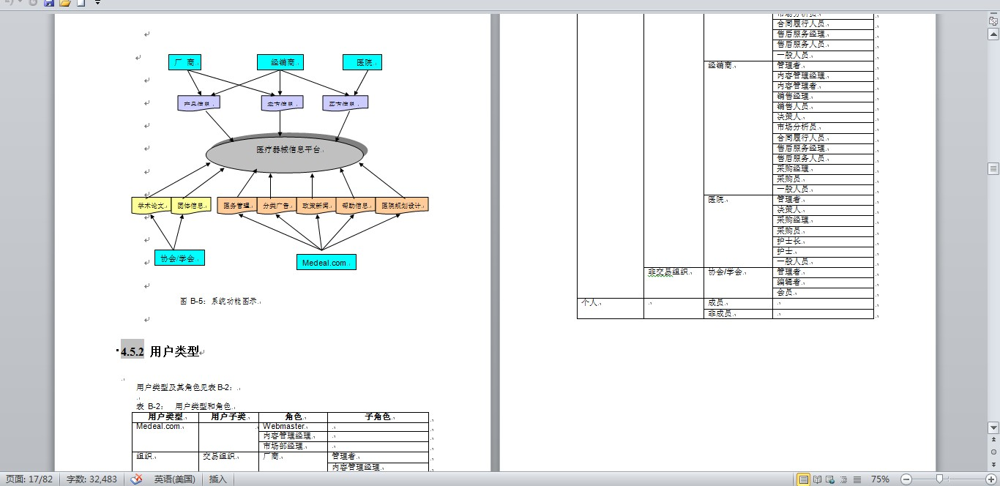 厂 商
经销商
医院
产品信息
卖方信息
买方信息
医疗器械信息平台
学术论文
团体信息
医务管理
分类广告
政策新闻
帮助信息
医院规划设计
协会/学会
Medeal.com
图 B-5: 系统功能图示
4.5.2 用户类型
用户类型及其角色见表B-2:
表 B-2: 用户类型和角色
用户类型 用户子类 角色 子角色
Medeal.com Webmaster
内容管理经理
市场部经理
组织 交易组织 厂商 管理者
内容管理经理
市场分析员
合同履行人员
售后服务经理
售后服务人员
一般人员
经销商 管理者
内容管理经理
内容管理者
销售经理
销售人员
决策人
市场分析员
合同履行人员
售后服务经理
售后服务人员
采购经理
采购员
一般人员
医院 管理者
决策人
采购经理
采购员
护士长
护士
一般人员
非交易组织 协会/学会 管理者
编辑者
会员
个人 成员
非成员
页面: 17/82 字数: 32,483 英语(美国) 插入 75%